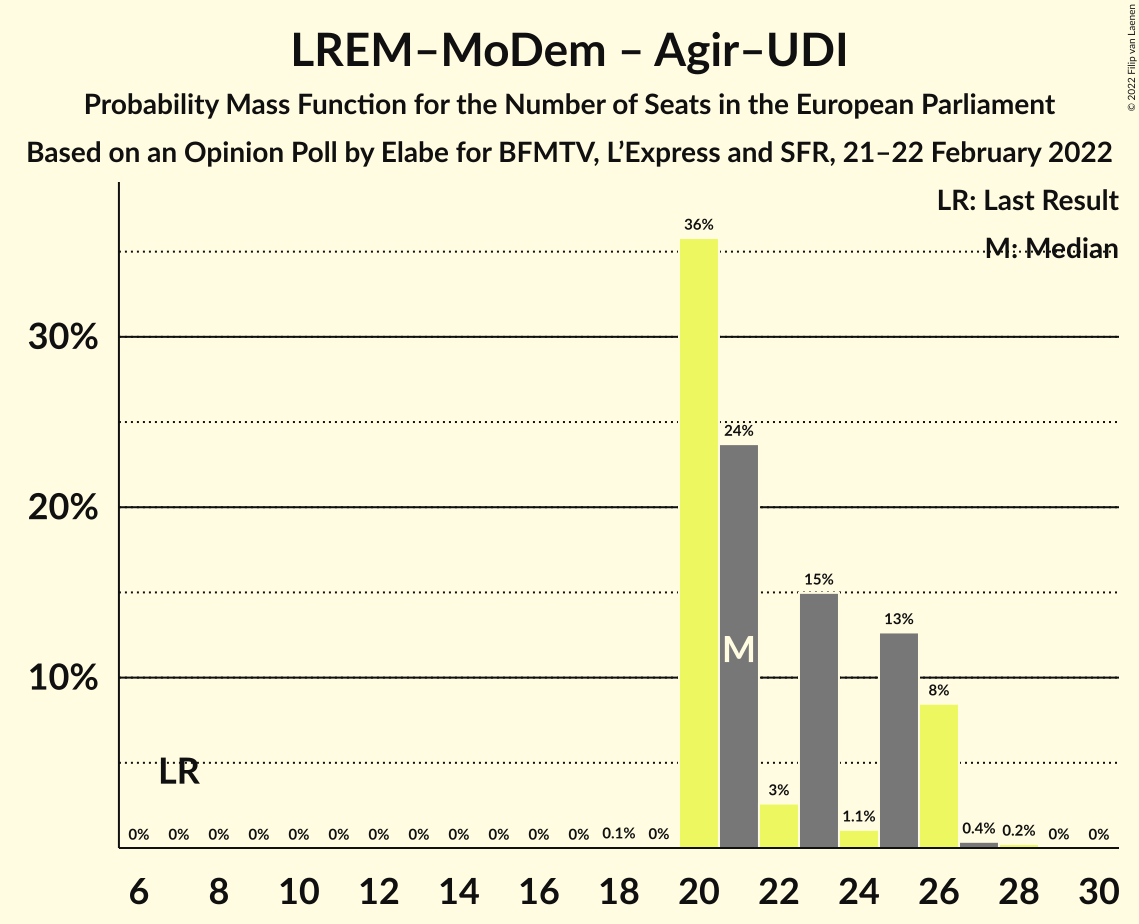 LREM–MoDem – Agir–UDI
Probability Mass Function for the Number of Seats in the European Parliament
Based on an Opinion Poll by Elabe for BFMTV, L’Express and SFR, 21–22 February 2022
© 2022 Filip van Laenen
LR: Last Result
M: Median
36%
30%
24%
20%
15%
13%
M
10%
8%
LR
3%
1.1%
0% 0% 0% 0% 0% 0% 0% 0% 0% 0% 0% 0% 0.1% 0% 0.4% 0.2% 0% 0%
6 8 10 12 14 16 18 20 22 24 26 28 30